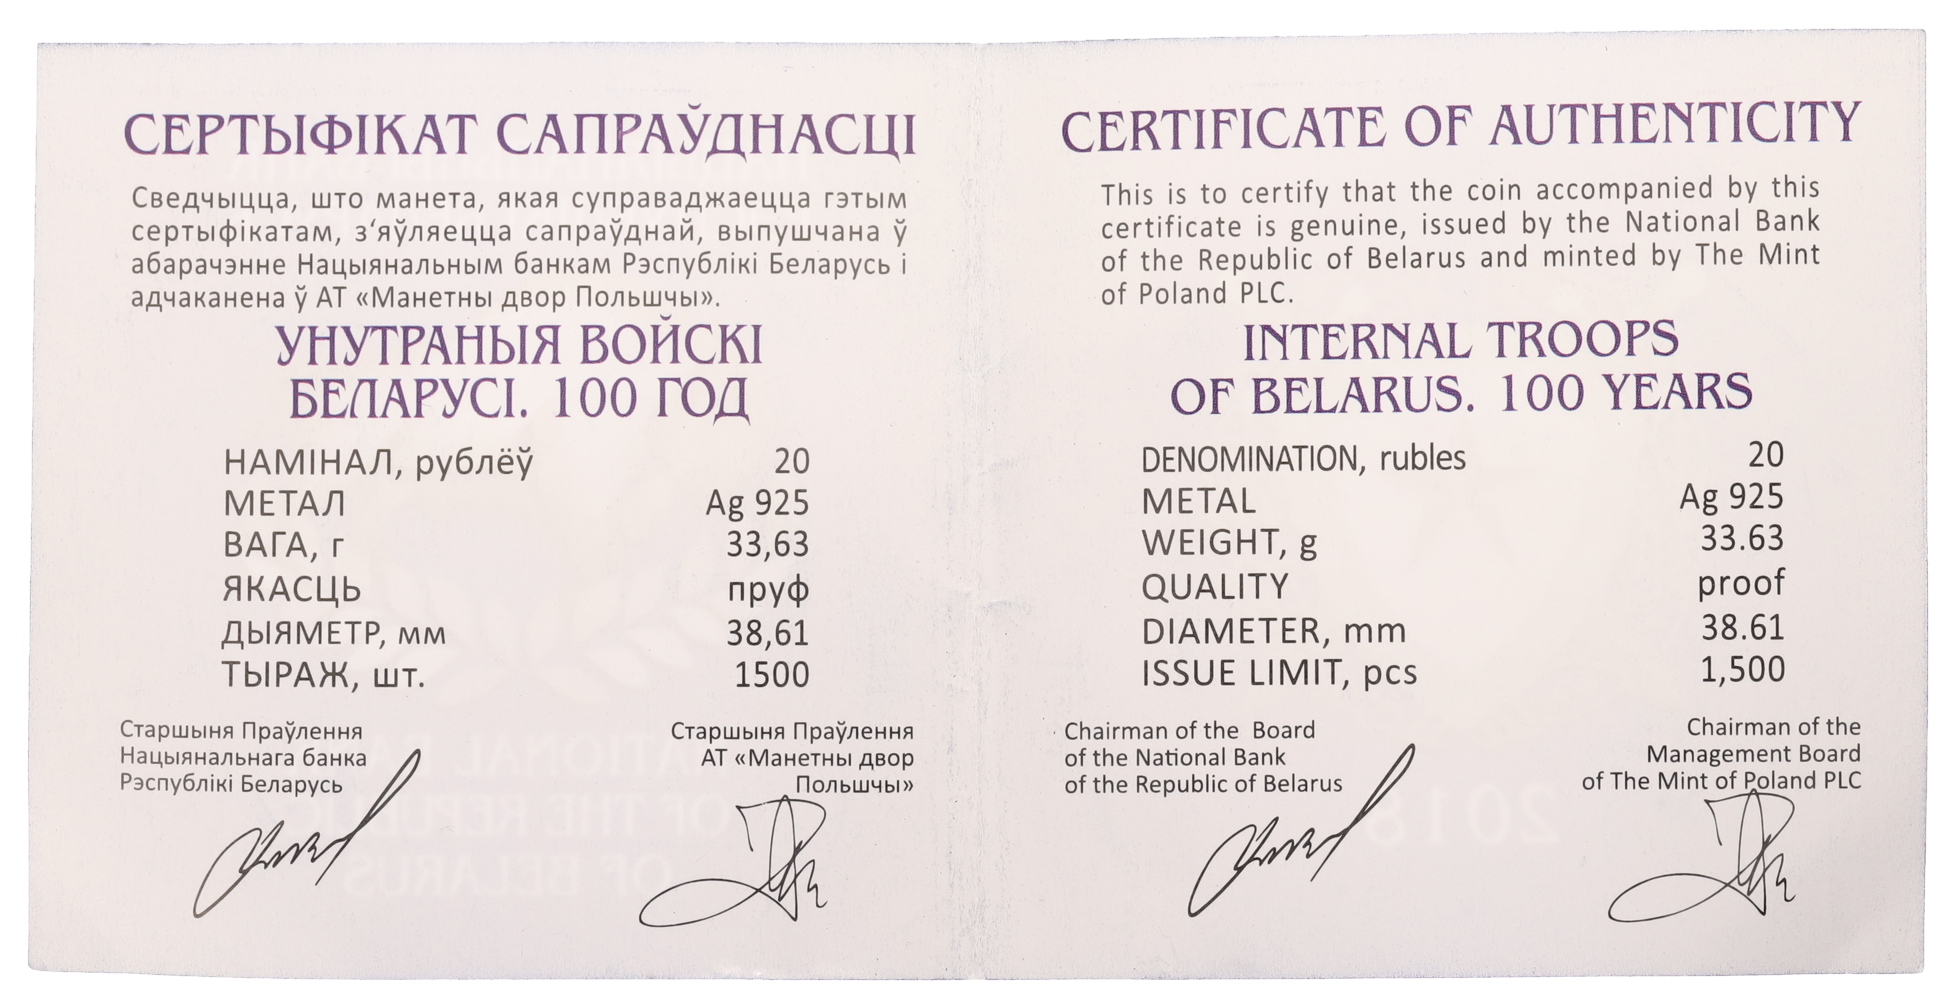 СЕРТЫФІКАТ САПРАЎДНАСЦІ
Сведчыцца, што манета, якая суправаджаецца гэтым
сертыфікатам, з‘яўляецца сапраўднай, выпушчана ў
абарачэнне Нацыянальным банкам Рэспублікі Беларусь і
адчаканена ў АТ «Манетны двор Польшчы».
УНУТРАНЫЯ ВОЙСКІ
БЕЛАРУСІ. 100 ГОД
НАМІНАЛ, рублёў 20
МЕТАЛ Ag 925
ВАГА, г 33,63
ЯКАСЦЬ пруф
ДЫЯМЕТР, мм 38,61
ТЫРАЖ, шт. 1500
Старшыня Праўлення
Нацыянальнага банка
Рэспублікі Беларусь
Старшыня Праўлення
АТ «Манетны двор
Польшчы»
CERTIFICATE OF AUTHENTICITY
This is to certify that the coin accompanied by this
certificate is genuine, issued by the National Bank
of the Republic of Belarus and minted by The Mint
of Poland PLC.
INTERNAL TROOPS
OF BELARUS. 100 YEARS
DENOMINATION, rubles 20
METAL Ag 925
WEIGHT, g 33.63
QUALITY proof
DIAMETER, mm 38.61
ISSUE LIMIT, pcs 1,500
Chairman of the Board
of the National Bank
of the Republic of Belarus
Chairman of the
Management Board
of The Mint of Poland PLC